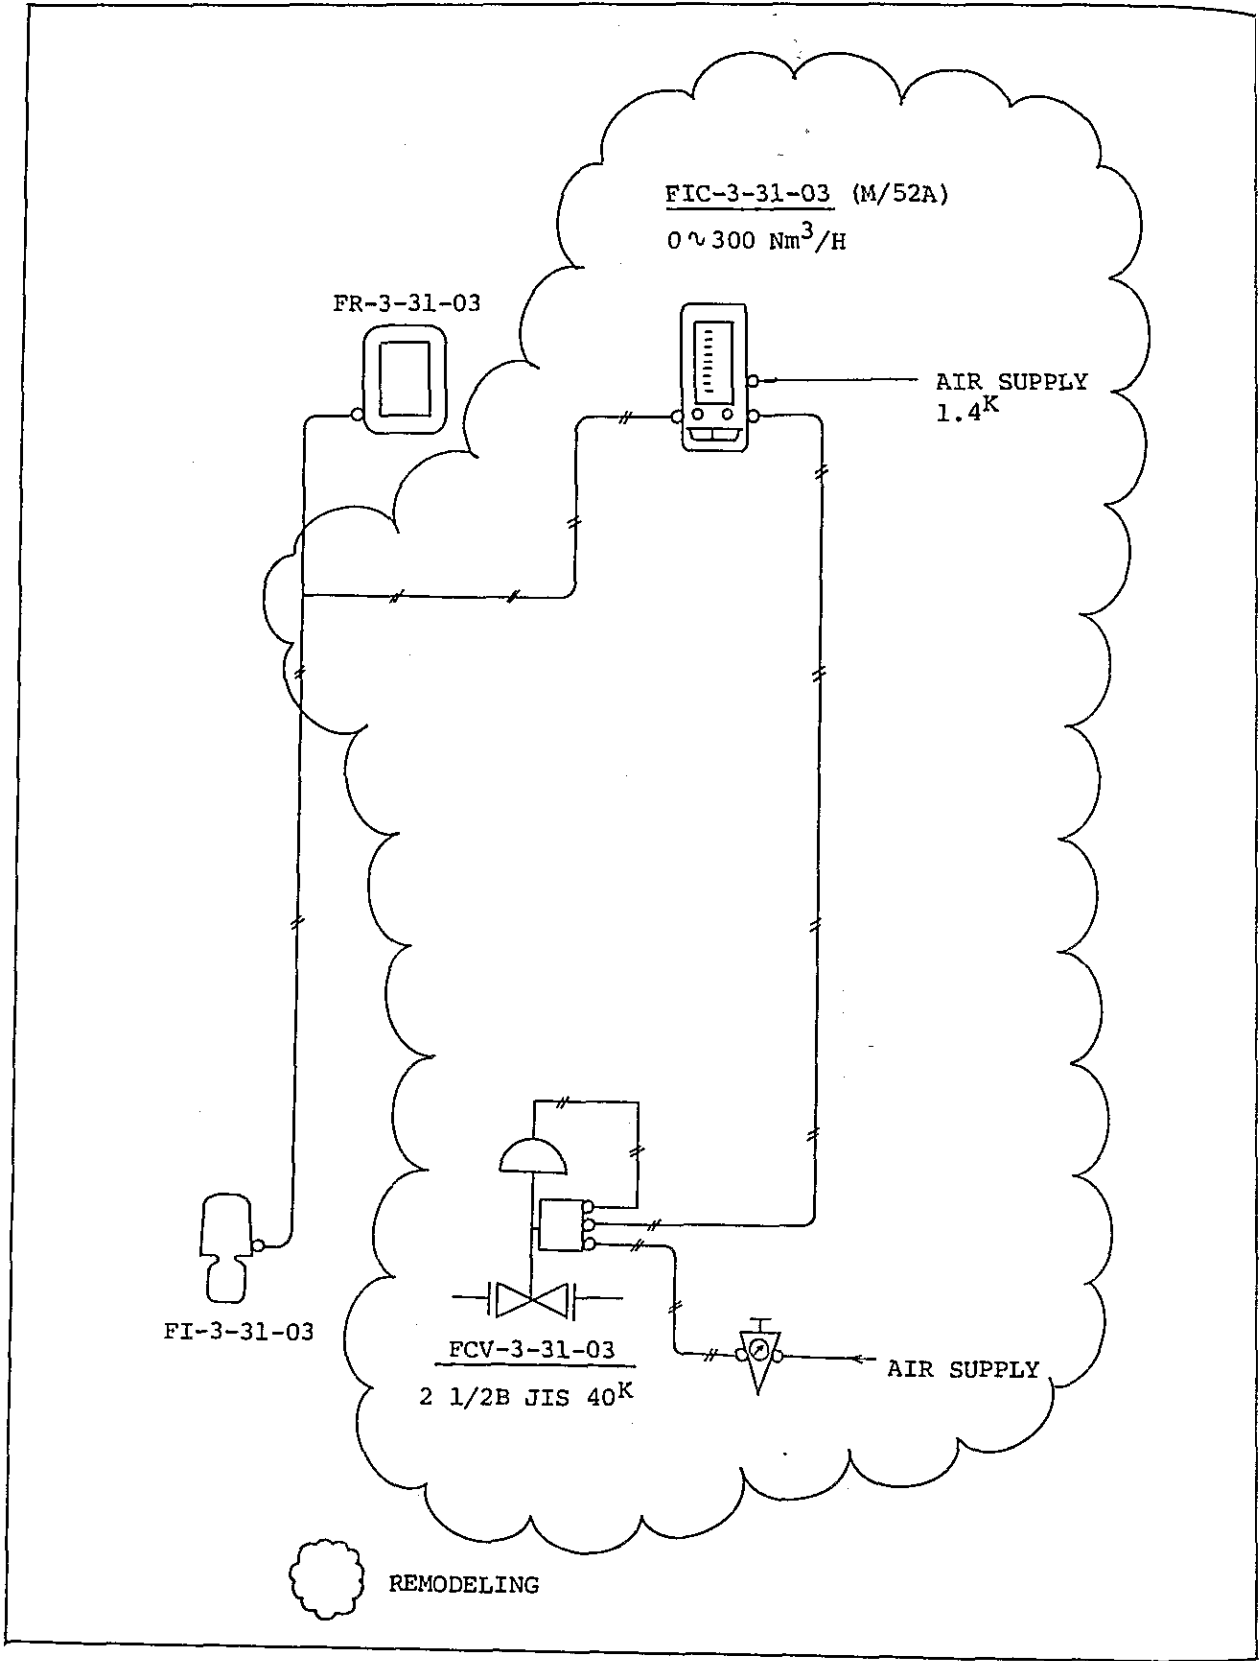 FIC-3-31-03 (M/52A)
0~300 Nm³/H
FR-3-31-03
AIR SUPPLY
1.4ᴷ
FI-3-31-03
FCV-3-31-03
2 1/2B JIS 40ᴷ
AIR SUPPLY
REMODELING